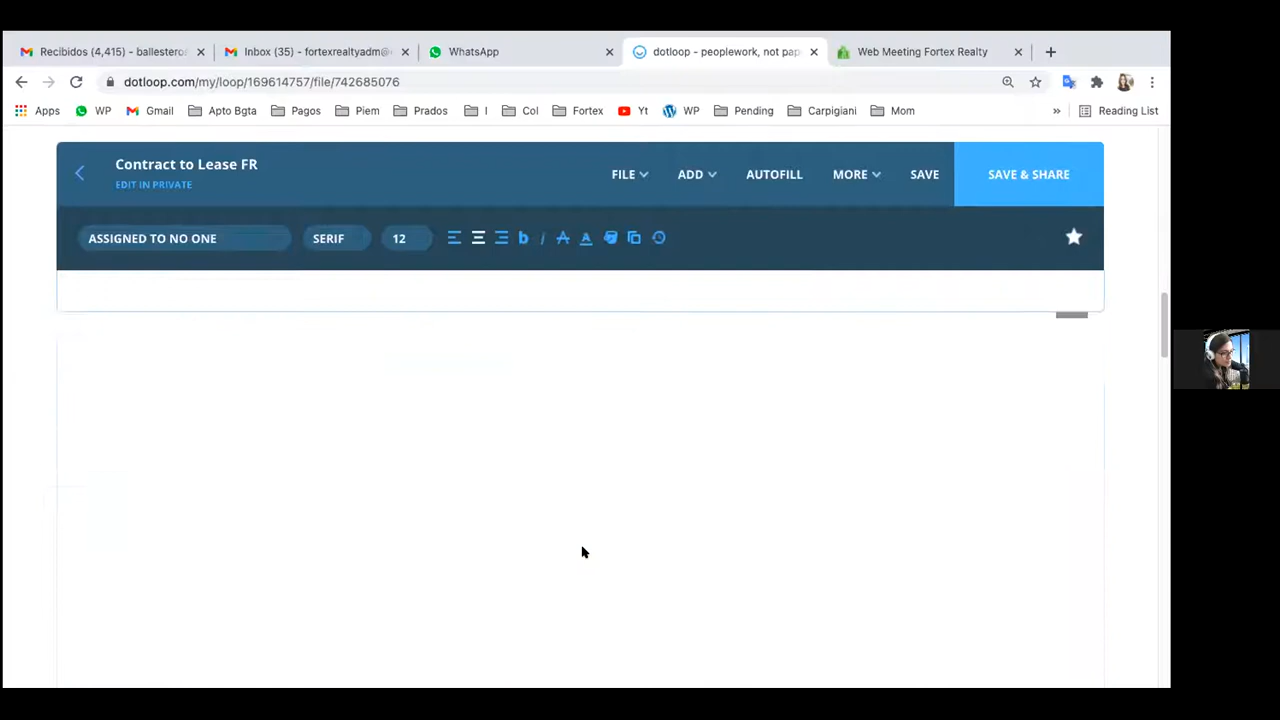 Recibidos (4,415) - ballesteros
Inbox (35) - fortexrealtyadm@
WhatsApp
dotloop - peoplework, not pap
Web Meeting Fortex Realty
dotloop.com/my/loop/169614757/file/742685076
Apps WP Gmail Apto Bgta Pagos Piem Prados I Col Fortex Yt WP Pending Carpigiani Mom » Reading List
Contract to Lease FR
EDIT IN PRIVATE
FILE ADD AUTOFILL MORE SAVE SAVE & SHARE
ASSIGNED TO NO ONE SERIF 12 b I A A